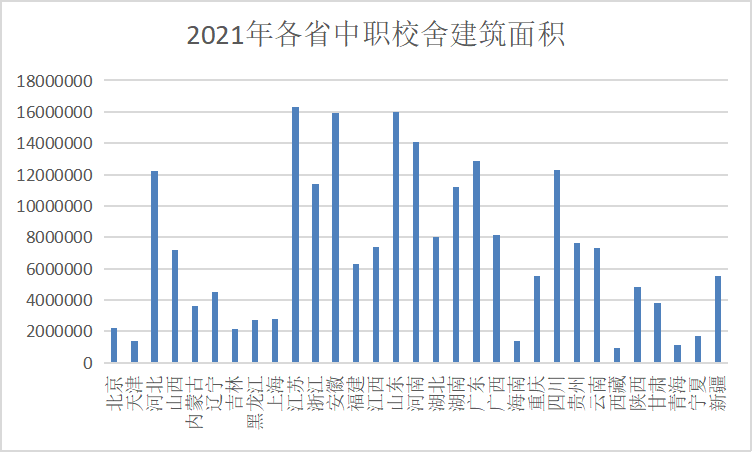 2021年各省中职校舍建筑面积
18000000
16000000
14000000
12000000
10000000
8000000
6000000
4000000
2000000
0
北京
天津
河北
山西
内蒙古
辽宁
吉林
黑龙江
上海
江苏
浙江
安徽
福建
江西
山东
河南
湖北
湖南
广东
广西
海南
重庆
四川
贵州
云南
西藏
陕西
甘肃
青海
宁夏
新疆